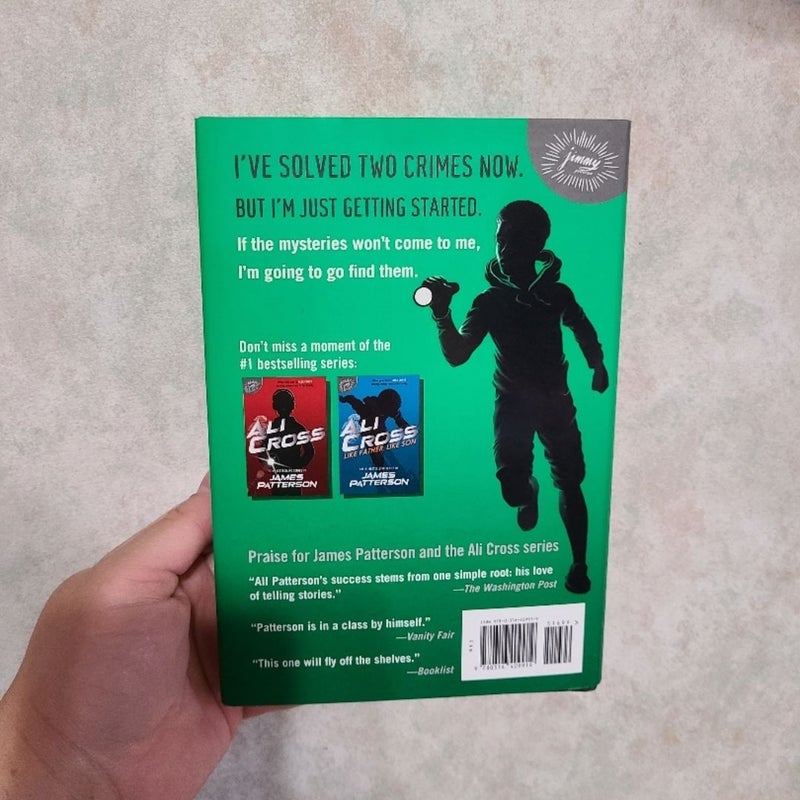 jimmy
I'VE SOLVED TWO CRIMES NOW.
BUT I'M JUST GETTING STARTED.
If the mysteries won't come to me,
I'm going to go find them.
Don't miss a moment of the
#1 bestselling series:
ALI
CROSS
JAMES
PATTERSON
ALI
CROSS
LIKE FATHER, LIKE SON
JAMES
PATTERSON
Praise for James Patterson and the Ali Cross series
“All Patterson's success stems from one simple root: his love
of telling stories.”
—The Washington Post
“Patterson is in a class by himself.”
—Vanity Fair
“This one will fly off the shelves.”
—Booklist